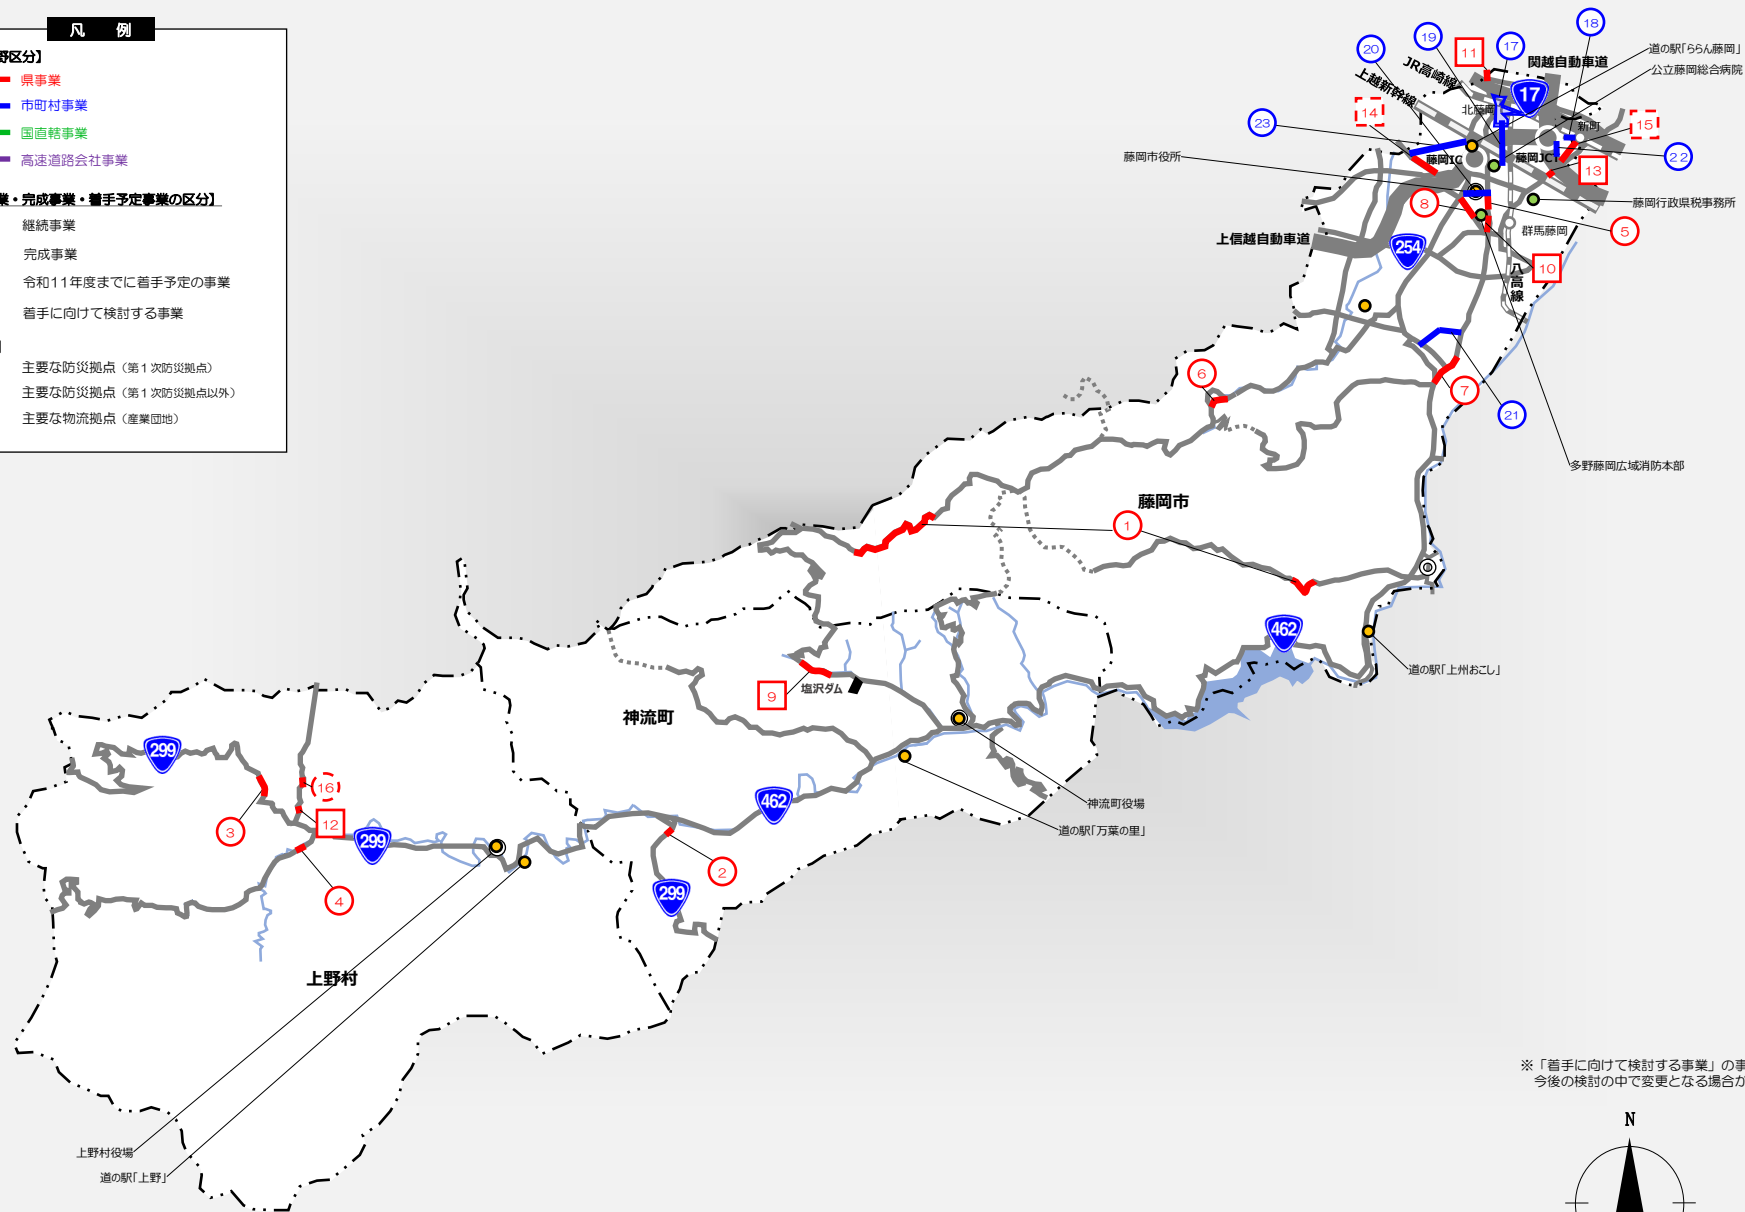 凡 例
野区分】
県事業
市町村事業
国直轄事業
高速道路会社事業
業・完成事業・着手予定事業の区分】
継続事業
完成事業
令和11年度までに着手予定の事業
着手に向けて検討する事業
】
主要な防災拠点（第1次防災拠点）
主要な防災拠点（第1次防災拠点以外）
主要な物流拠点（産業団地）
18
19
17
20
11
道の駅「ららん藤岡」
関越自動車道
公立藤岡総合病院
JR高崎線
上越新幹線
17
北藤岡
14
23
新町
15
藤岡市役所
藤岡IC
藤岡JCT
22
13
8
藤岡行政県税事務所
5
群馬藤岡
上信越自動車道
254
10
八高線
6
7
21
多野藤岡広域消防本部
藤岡市
1
462
道の駅「上州おにし」
9
塩沢ダム
神流町
299
16
462
神流町役場
3
12
道の駅「万葉の里」
299
2
4
299
上野村
※「着手に向けて検討する事業」の事
今後の検討の中で変更となる場合が
N
上野村役場
道の駅「上野」